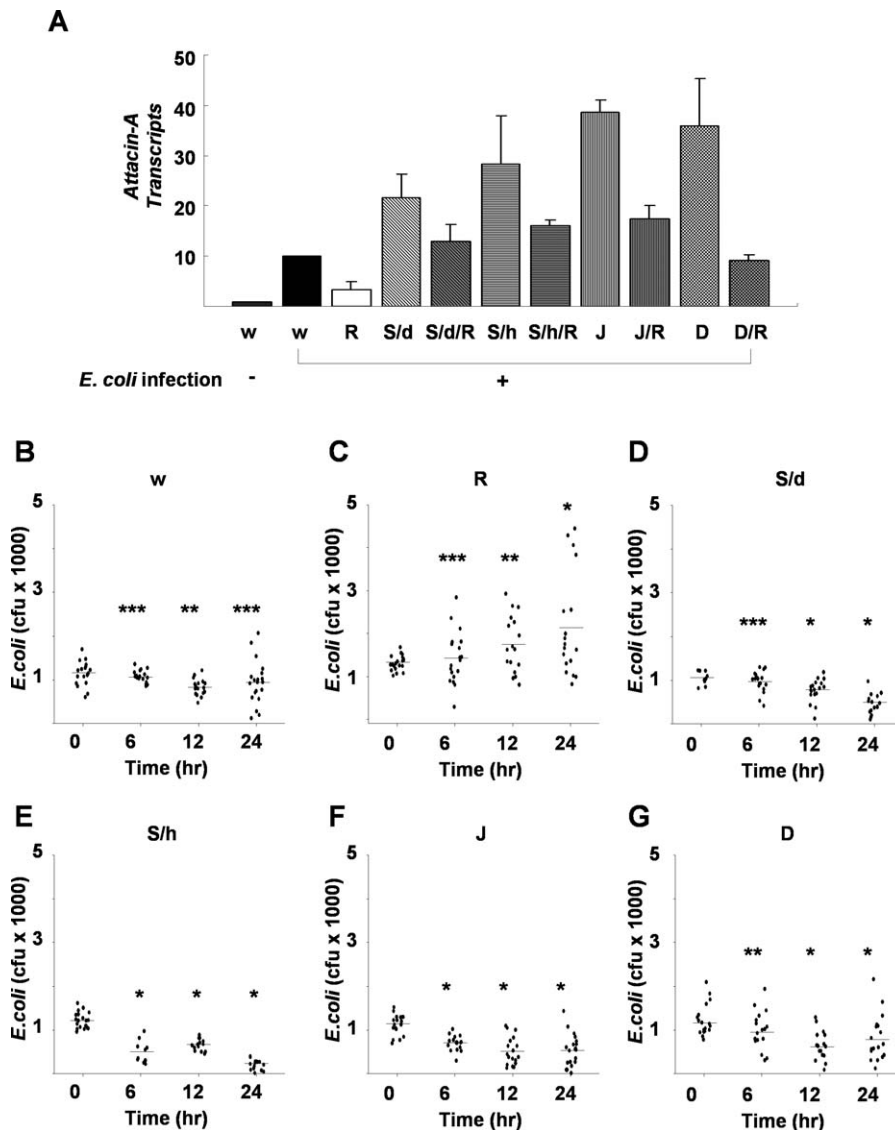 A
Attacin-A
Transcripts
50
40
30
20
10
w w R S/d S/d/R S/h S/h/R J J/R D D/R
E. coli infection - +
B
w
E.coli (cfu x 1000)
5
3
1
*** ** ***
0 6 12 24
Time (hr)
C
R
E.coli (cfu x 1000)
5
3
1
*** ** *
0 6 12 24
Time (hr)
D
S/d
E.coli (cfu x 1000)
5
3
1
*** * *
0 6 12 24
Time (hr)
E
S/h
E.coli (cfu x 1000)
5
3
1
* * *
0 6 12 24
Time (hr)
F
J
E.coli (cfu x 1000)
5
3
1
* * *
0 6 12 24
Time (hr)
G
D
E.coli (cfu x 1000)
5
3
1
** * *
0 6 12 24
Time (hr)